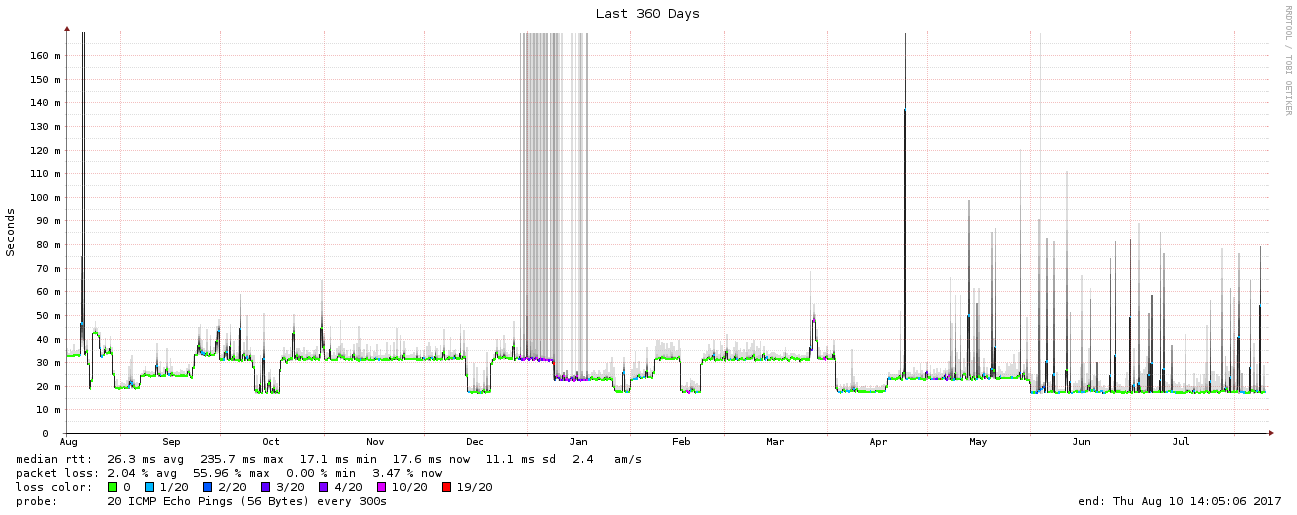 Last 360 Days
RRDTOOL / TOBI OETIKER
Seconds
160 m
150 m
140 m
130 m
120 m
110 m
100 m
90 m
80 m
70 m
60 m
50 m
40 m
30 m
20 m
10 m
0
Aug Sep Oct Nov Dec Jan Feb Mar Apr May Jun Jul
median rtt: 26.3 ms avg 235.7 ms max 17.1 ms min 17.6 ms now 11.1 ms sd 2.4 am/s
packet loss: 2.04 % avg 55.96 % max 0.00 % min 3.47 % now
loss color: 0 1/20 2/20 3/20 4/20 10/20 19/20
probe: 20 ICMP Echo Pings (56 Bytes) every 300s end: Thu Aug 10 14:05:06 2017